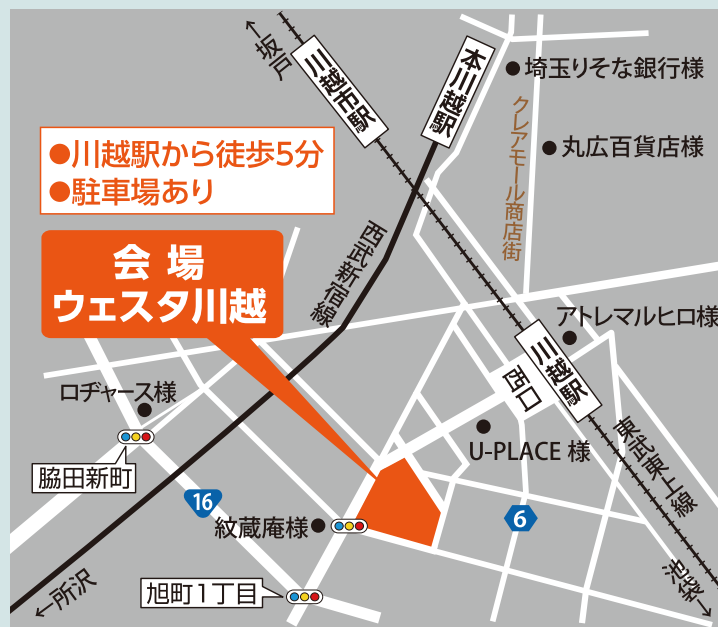 ←坂戸
川越市駅
本川越駅
●埼玉りそな銀行様
クレアモール商店街
●丸広百貨店様
●川越駅から徒歩5分
●駐車場あり
西武新宿線
会場
ウェスタ川越
アトレマルヒロ様
川越駅
西口
ロヂャース様
U-PLACE 様
東武東上線
脇田新町
16
紋蔵庵様●
6
旭町1丁目
←所沢
池袋→